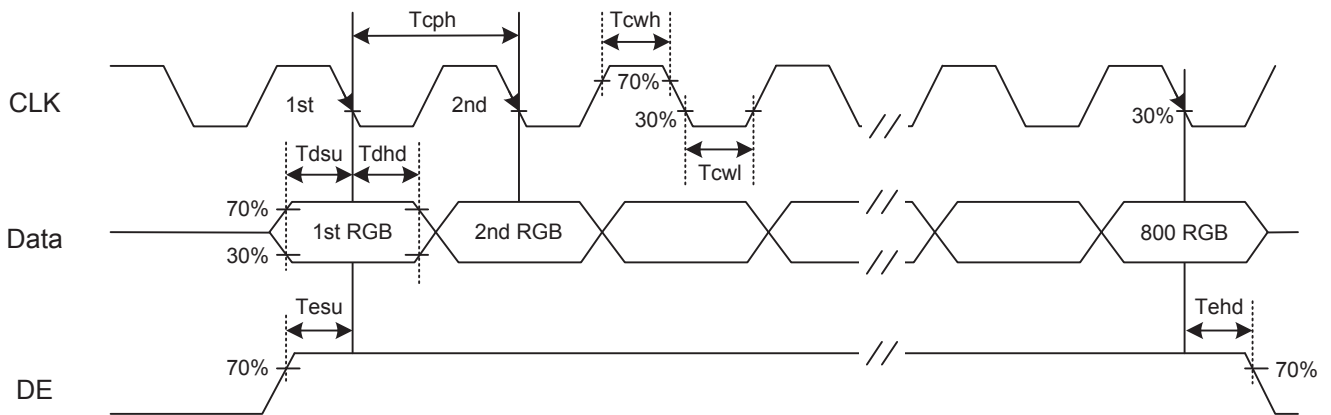 Tcph
Tcwh
CLK
1st
2nd
70%
30%
30%
Tcwl
Tdsu
Tdhd
70%
Data
1st RGB
2nd RGB
800 RGB
30%
Tesu
Tehd
70%
70%
DE